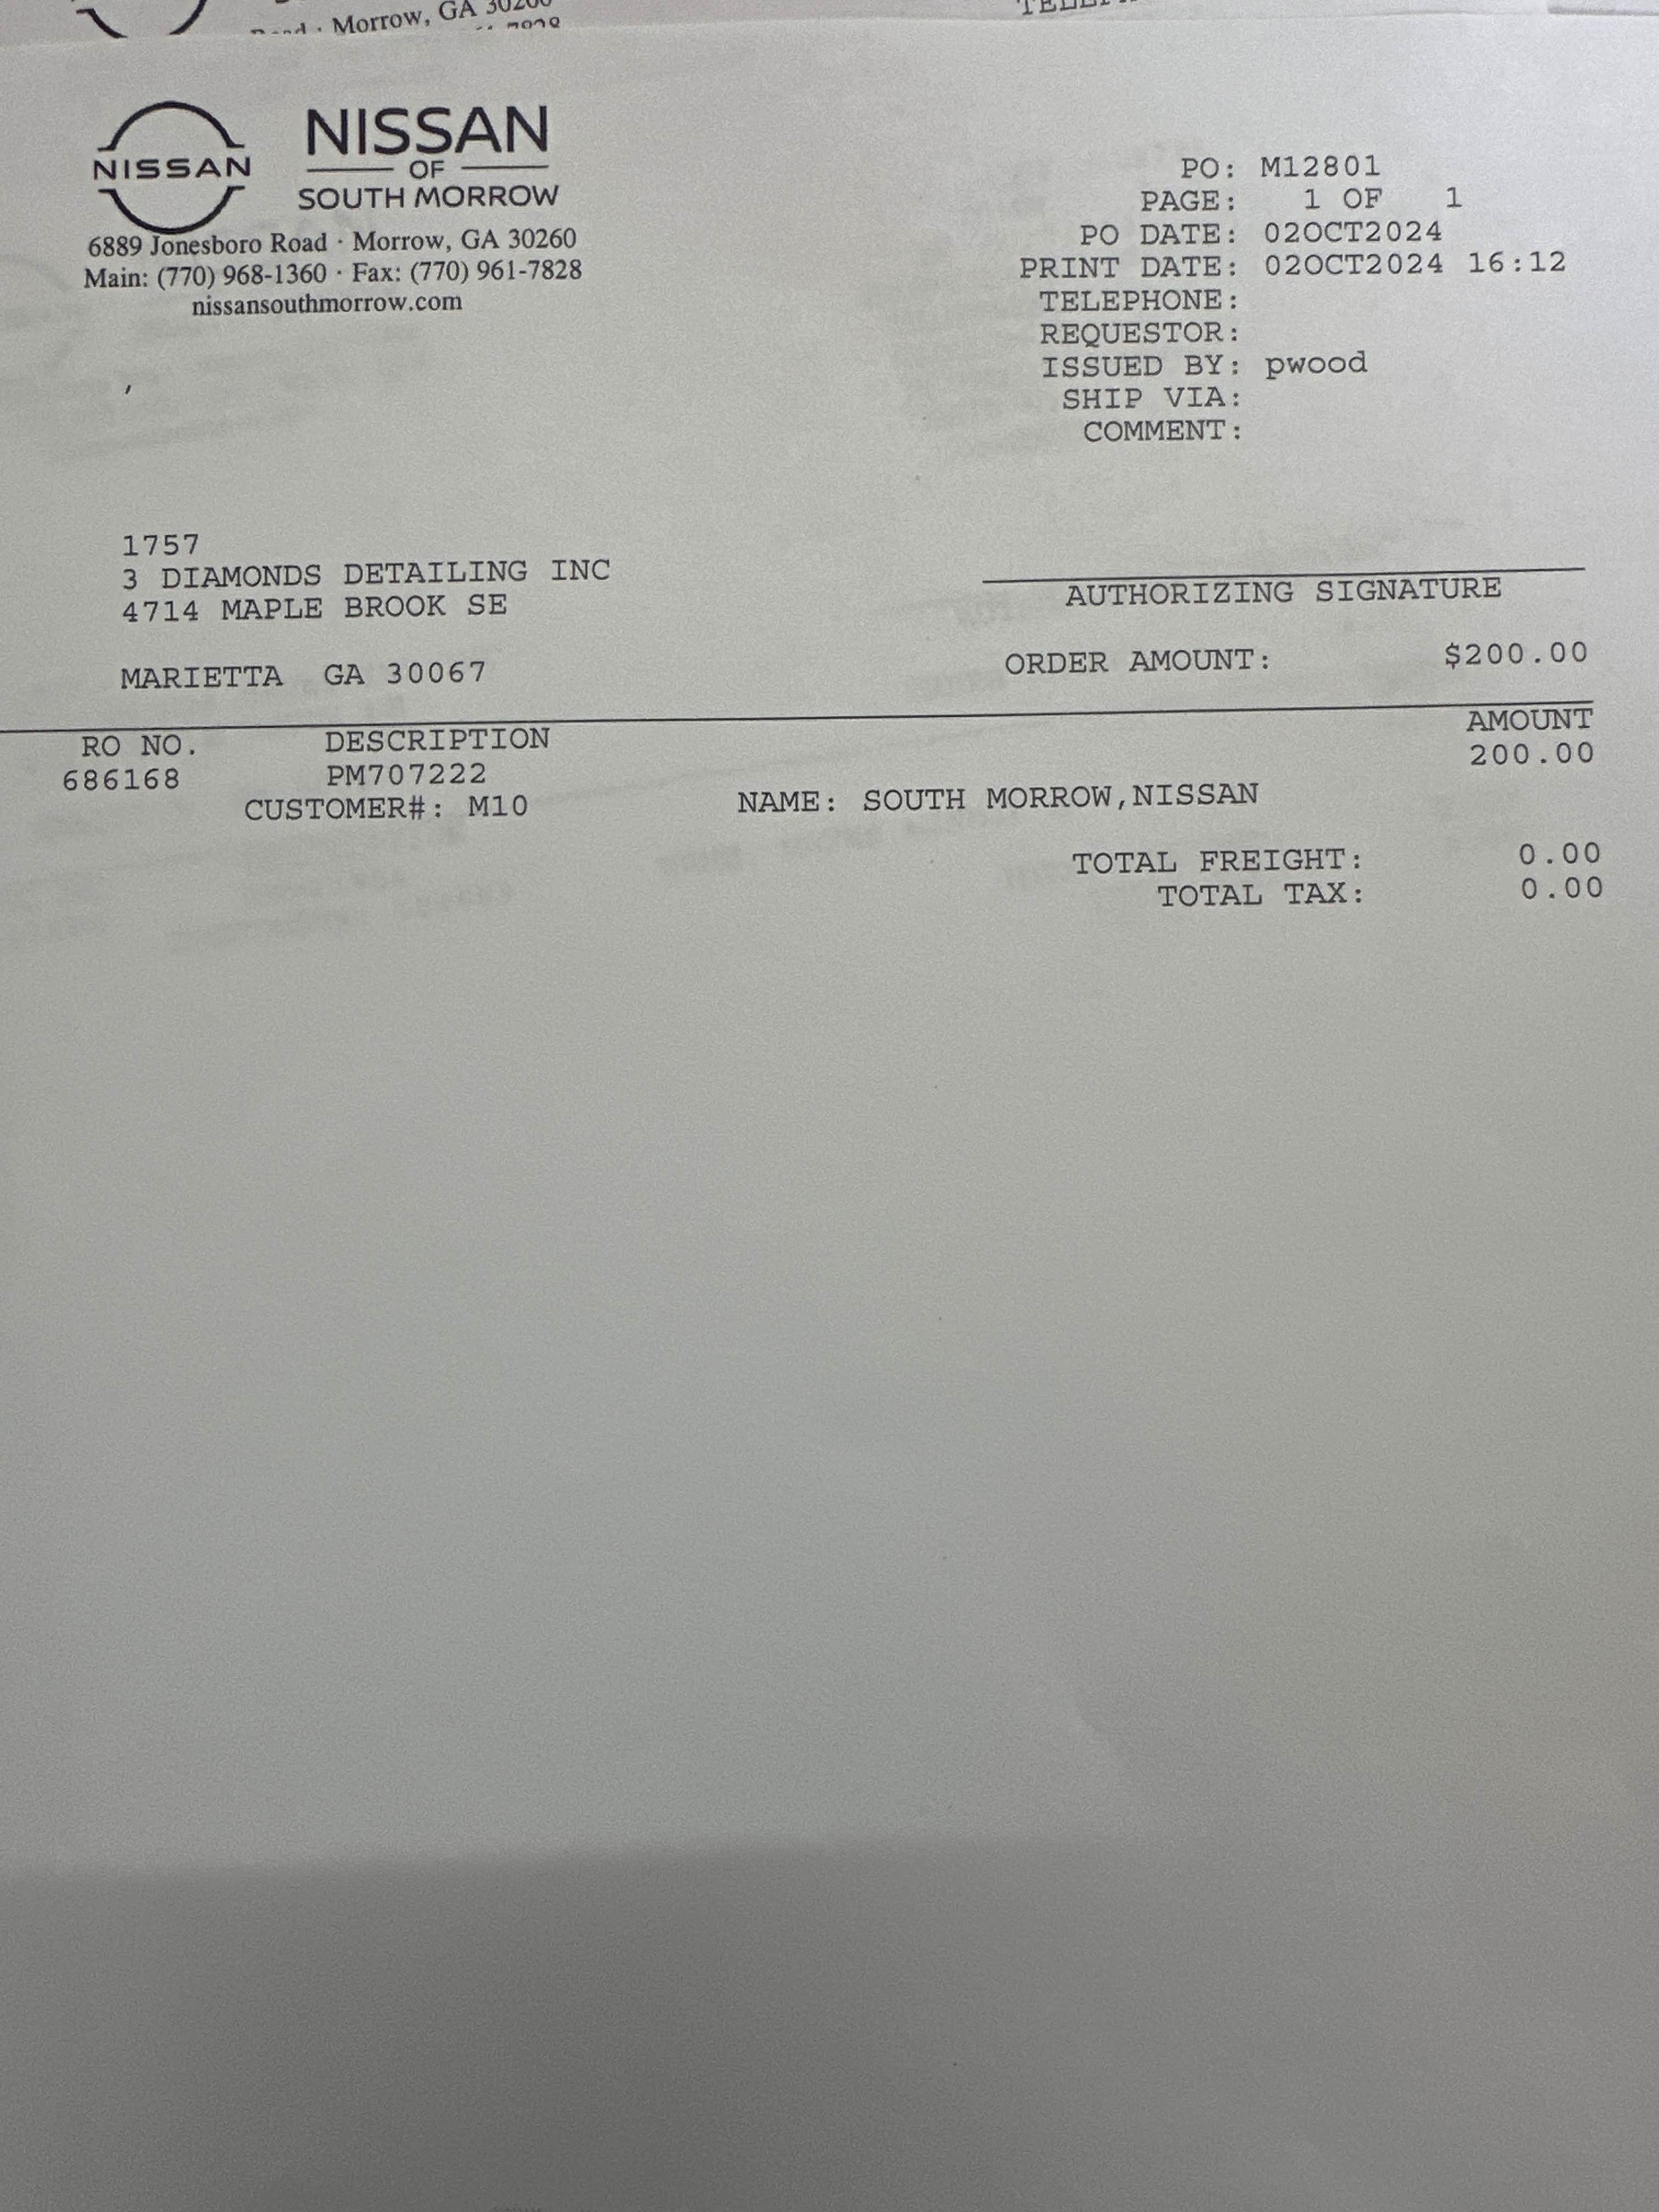 Morrow, GA 30260
NISSAN
NISSAN
OF
SOUTH MORROW
6889 Jonesboro Road · Morrow, GA 30260
Main: (770) 968-1360 · Fax: (770) 961-7828
nissansouthmorrow.com
PO: M12801
PAGE: 1 OF 1
PO DATE: 02OCT2024
PRINT DATE: 02OCT2024 16:12
TELEPHONE:
REQUESTOR:
ISSUED BY: pwood
SHIP VIA:
COMMENT:
1757
3 DIAMONDS DETAILING INC
4714 MAPLE BROOK SE
MARIETTA GA 30067
AUTHORIZING SIGNATURE
ORDER AMOUNT: $200.00
RO NO. DESCRIPTION AMOUNT
686168 PM707222 200.00
CUSTOMER#: M10 NAME: SOUTH MORROW,NISSAN
TOTAL FREIGHT: 0.00
TOTAL TAX: 0.00